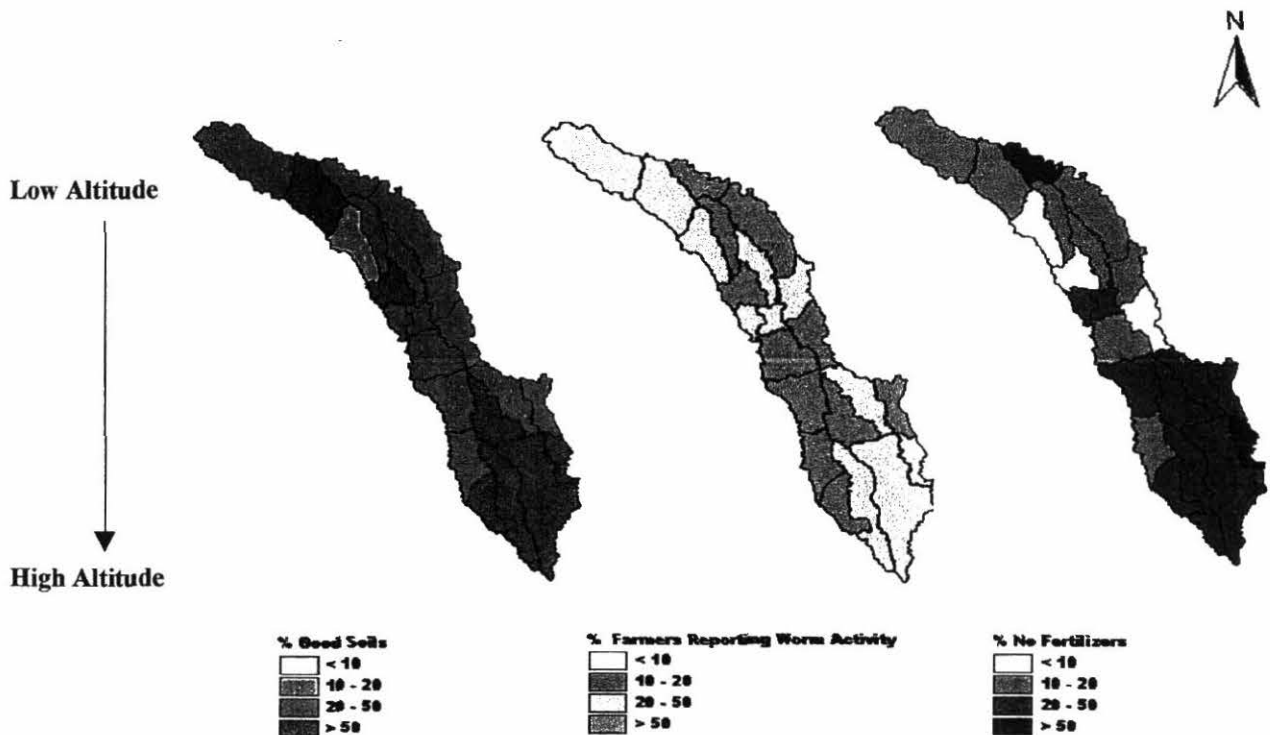 N
Low Altitude
High Altitude
% Good Soils
< 10
10 - 20
20 - 50
> 50
% Farmers Reporting Worm Activity
< 10
10 - 20
20 - 50
> 50
% No Fertilizers
< 10
10 - 20
20 - 50
> 50